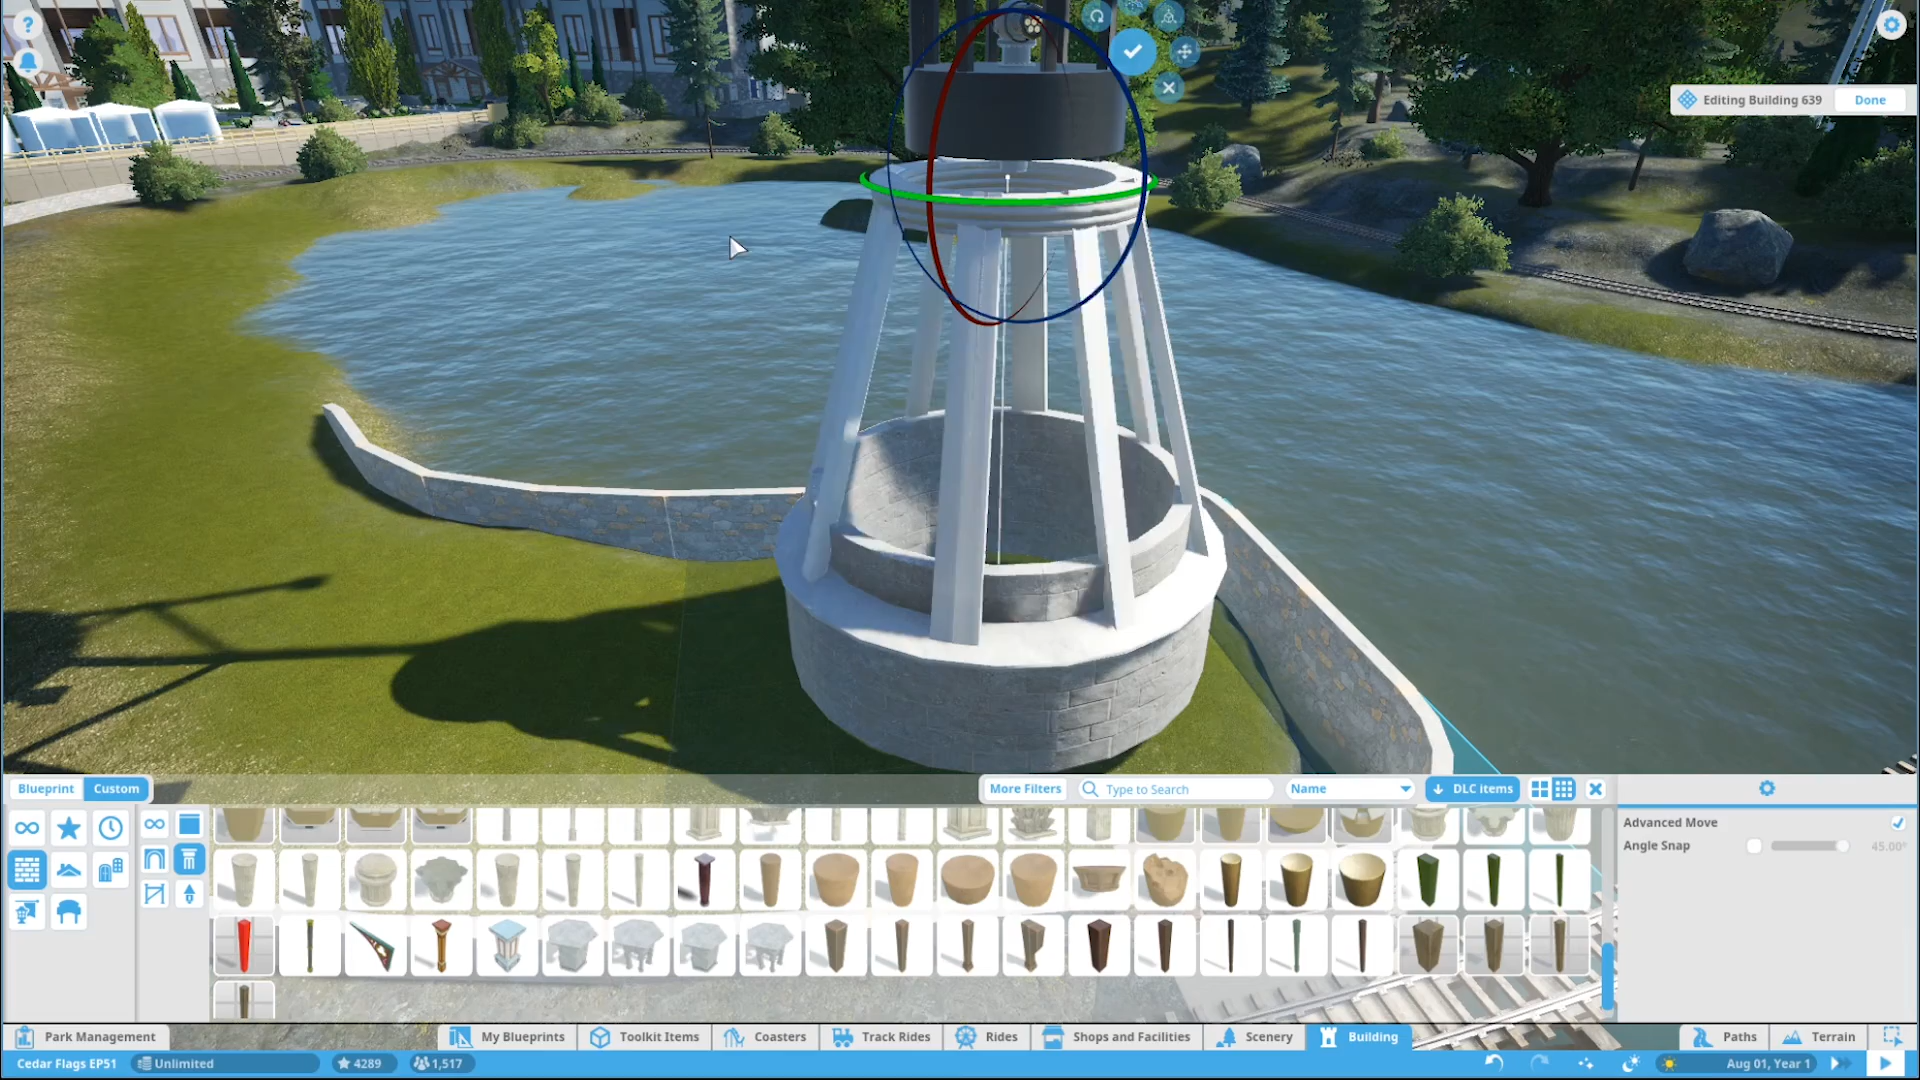 ?
Editing Building 639
Done
Blueprint
Custom
More Filters
Type to Search
Name
DLC items
Advanced Move
Angle Snap
45.00°
Park Management
My Blueprints
Toolkit Items
Coasters
Track Rides
Rides
Shops and Facilities
Scenery
Building
Paths
Terrain
Cedar Flags EP51
Unlimited
4289
1,517
Aug 01, Year 1